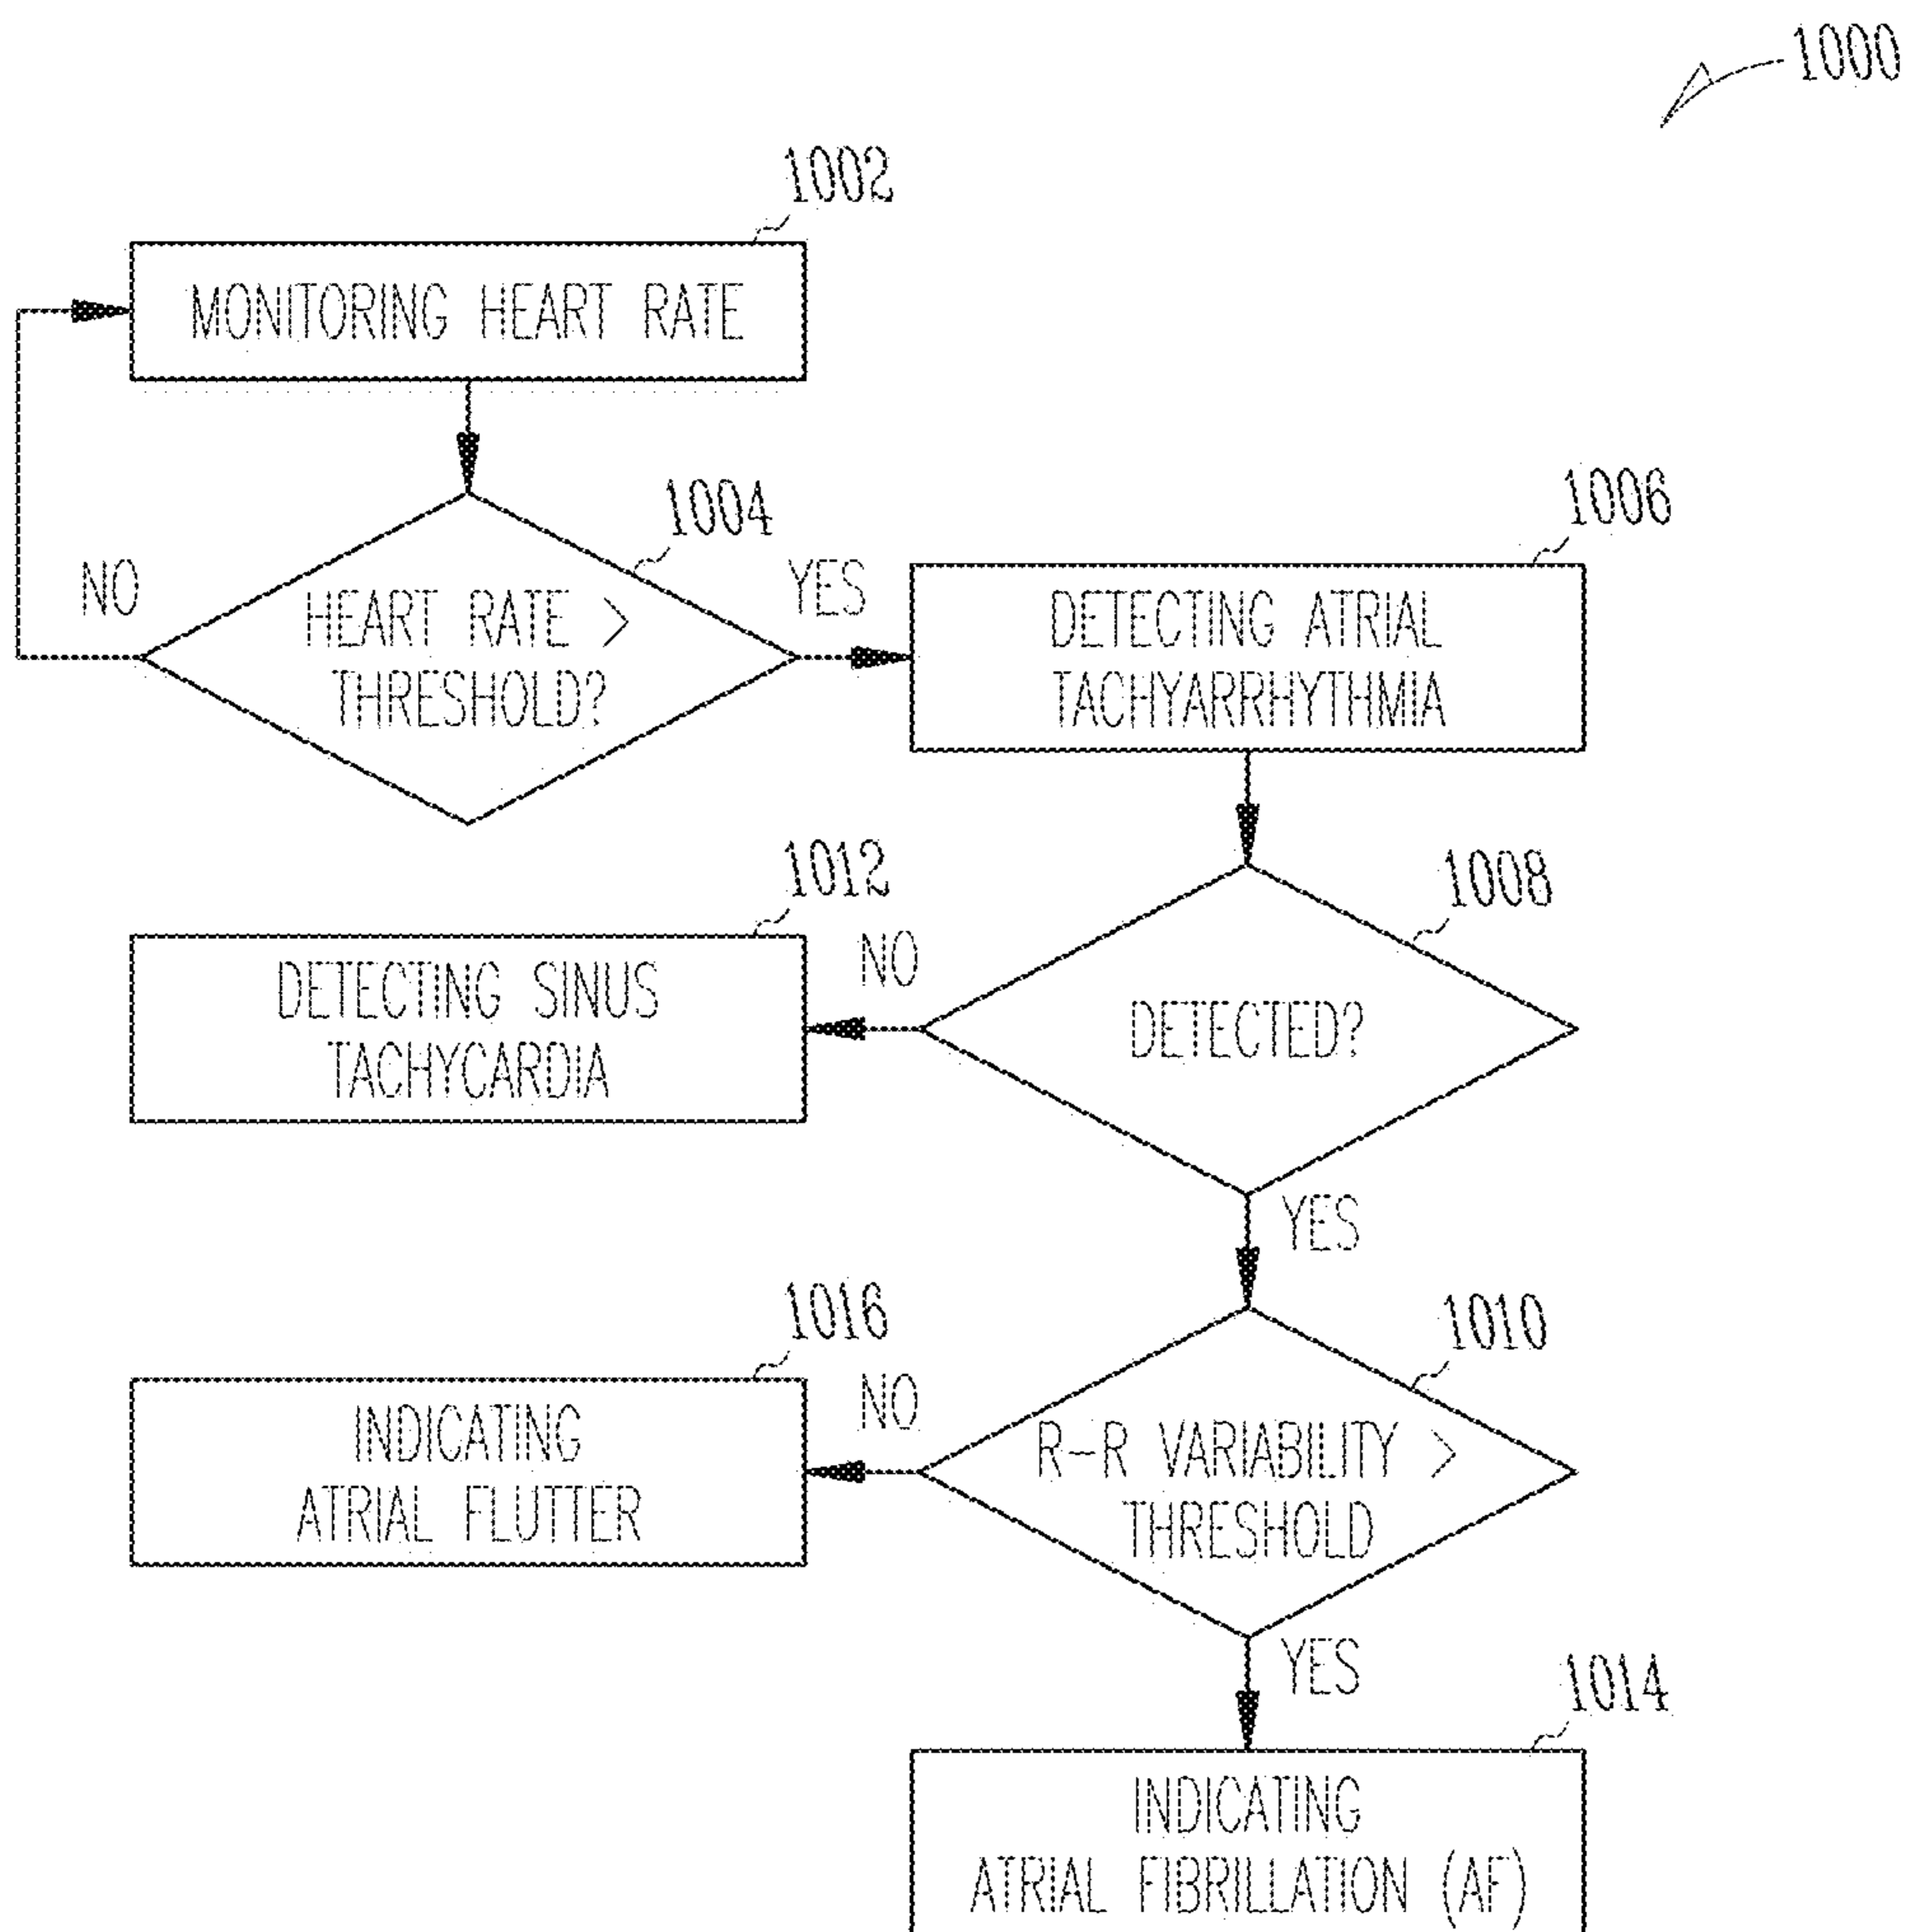 1000
1002
MONITORING HEART RATE
1004
NO
HEART RATE >
THRESHOLD?
YES
1006
DETECTING ATRIAL
TACHYARRHYTHMIA
1012
DETECTING SINUS
TACHYCARDIA
NO
1008
DETECTED?
YES
1016
INDICATING
ATRIAL FLUTTER
NO
1010
R-R VARIABILITY >
THRESHOLD
YES
1014
INDICATING
ATRIAL FIBRILLATION (AF)